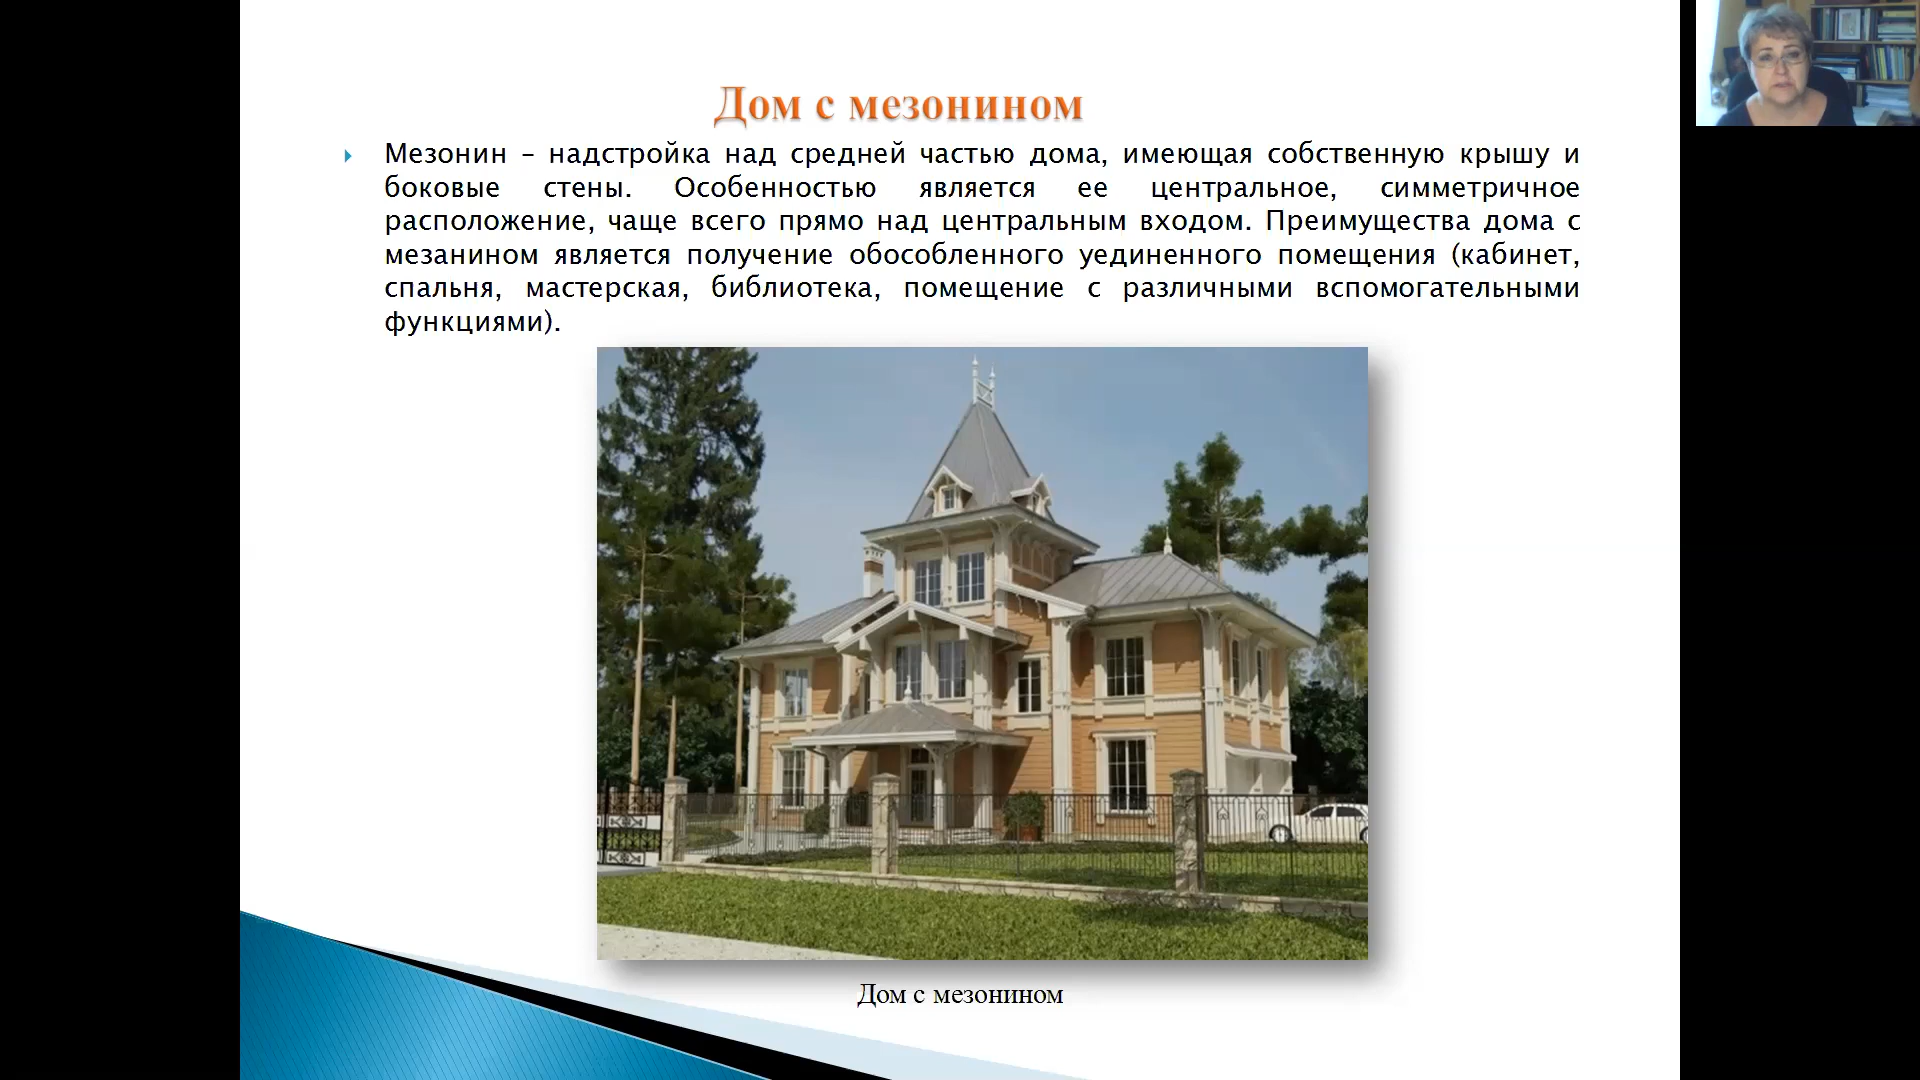 Дом с мезонином
Мезонин – надстройка над средней частью дома, имеющая собственную крышу и
боковые стены. Особенностью является ее центральное, симметричное
расположение, чаще всего прямо над центральным входом. Преимущества дома с
мезанином является получение обособленного уединенного помещения (кабинет,
спальня, мастерская, библиотека, помещение с различными вспомогательными
функциями).
Дом с мезонином